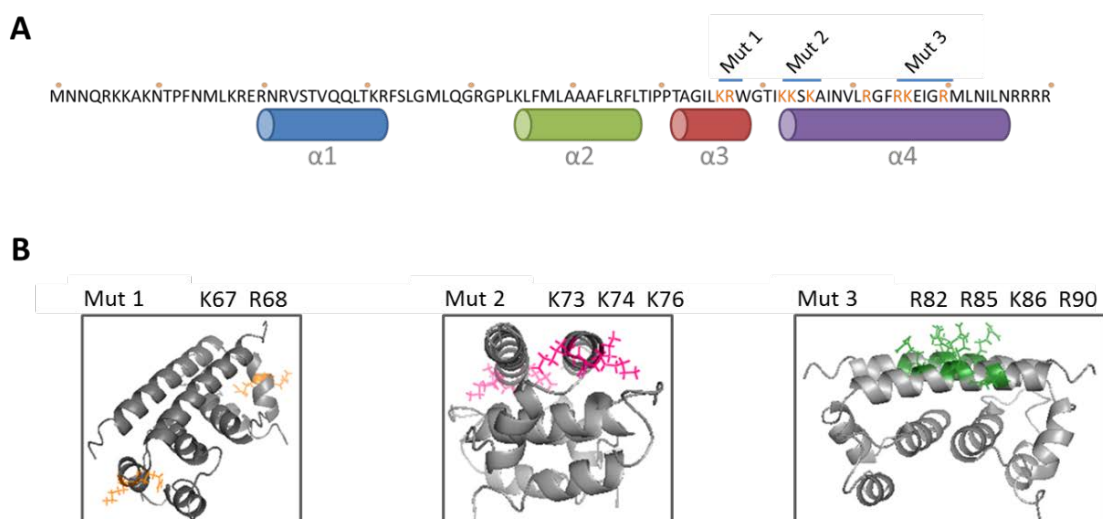 A
Mut 1 Mut 2 Mut 3
MNNQRKKAKNTPFNMLKRERNRVSTVQQLTKRFSLGMLQGRGPLKLFMALAAFLRFLTIPPTAGILKRWGTIKKSKAINVLRGFRKEIGRMLNILNRRRR
α1 α2 α3 α4
B
Mut 1 K67 R68 Mut 2 K73 K74 K76 Mut 3 R82 R85 K86 R90